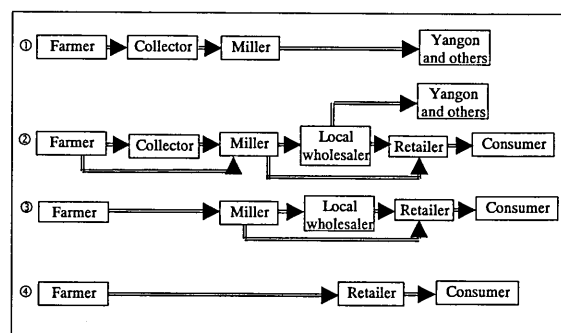 ① Farmer Collector Miller Yangon
and others
Yangon
and others
② Farmer Collector Miller Local
wholesaler Retailer Consumer
③ Farmer Miller Local
wholesaler Retailer Consumer
④ Farmer Retailer Consumer